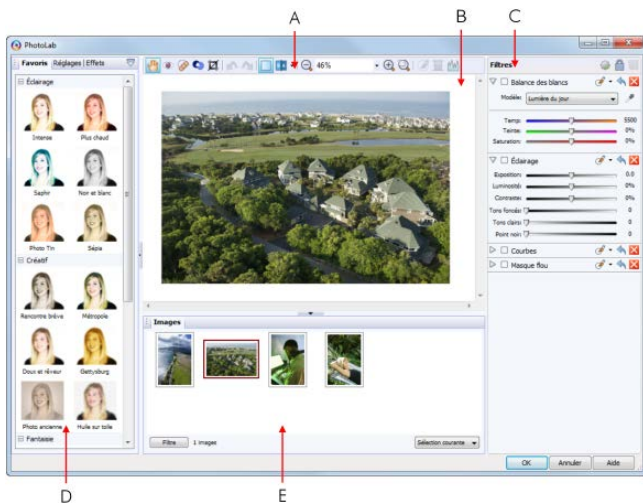 A
B
C
PhotoLab
Favoris Réglages Effets
Éclairage
Intense Plus chaud
Saphir Noir et blanc
Photo Tin Sépia
Créatif
Rencontre brève Métropole
Doux et rêveur Gettysburg
Photo ancienne Huile sur toile
Fantaisie
46%
Filtres
Balance des blancs
Modèle: Lumière du jour
Temp: 5500
Teinte: 0%
Saturation: 0%
Éclairage
Exposition: 0.0
Luminosité: 0%
Contraste: 0%
Tons foncés: 0
Tons clairs: 0
Point noir: 0
Courbes
Masque flou
Images
Filtre 1 images Sélection courante
OK Annuler Aide
D
E